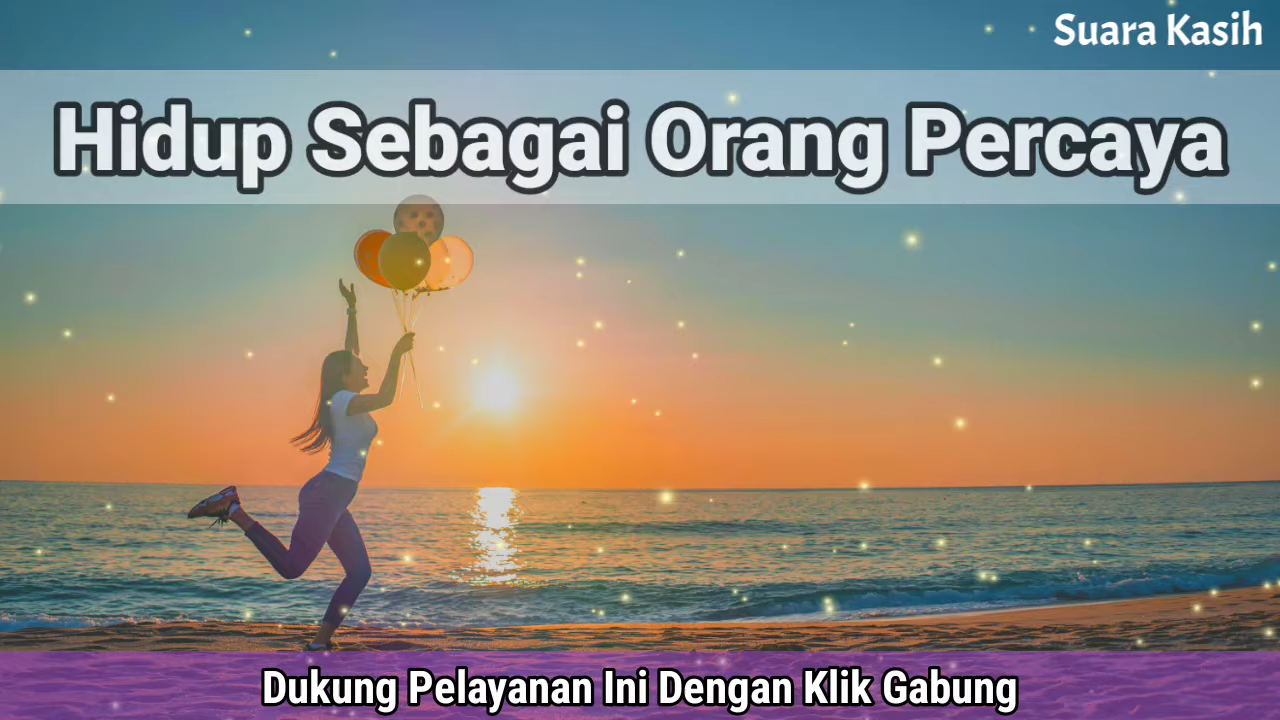 Suara Kasih
Hidup Sebagai Orang Percaya
Dukung Pelayanan Ini Dengan Klik Gabung